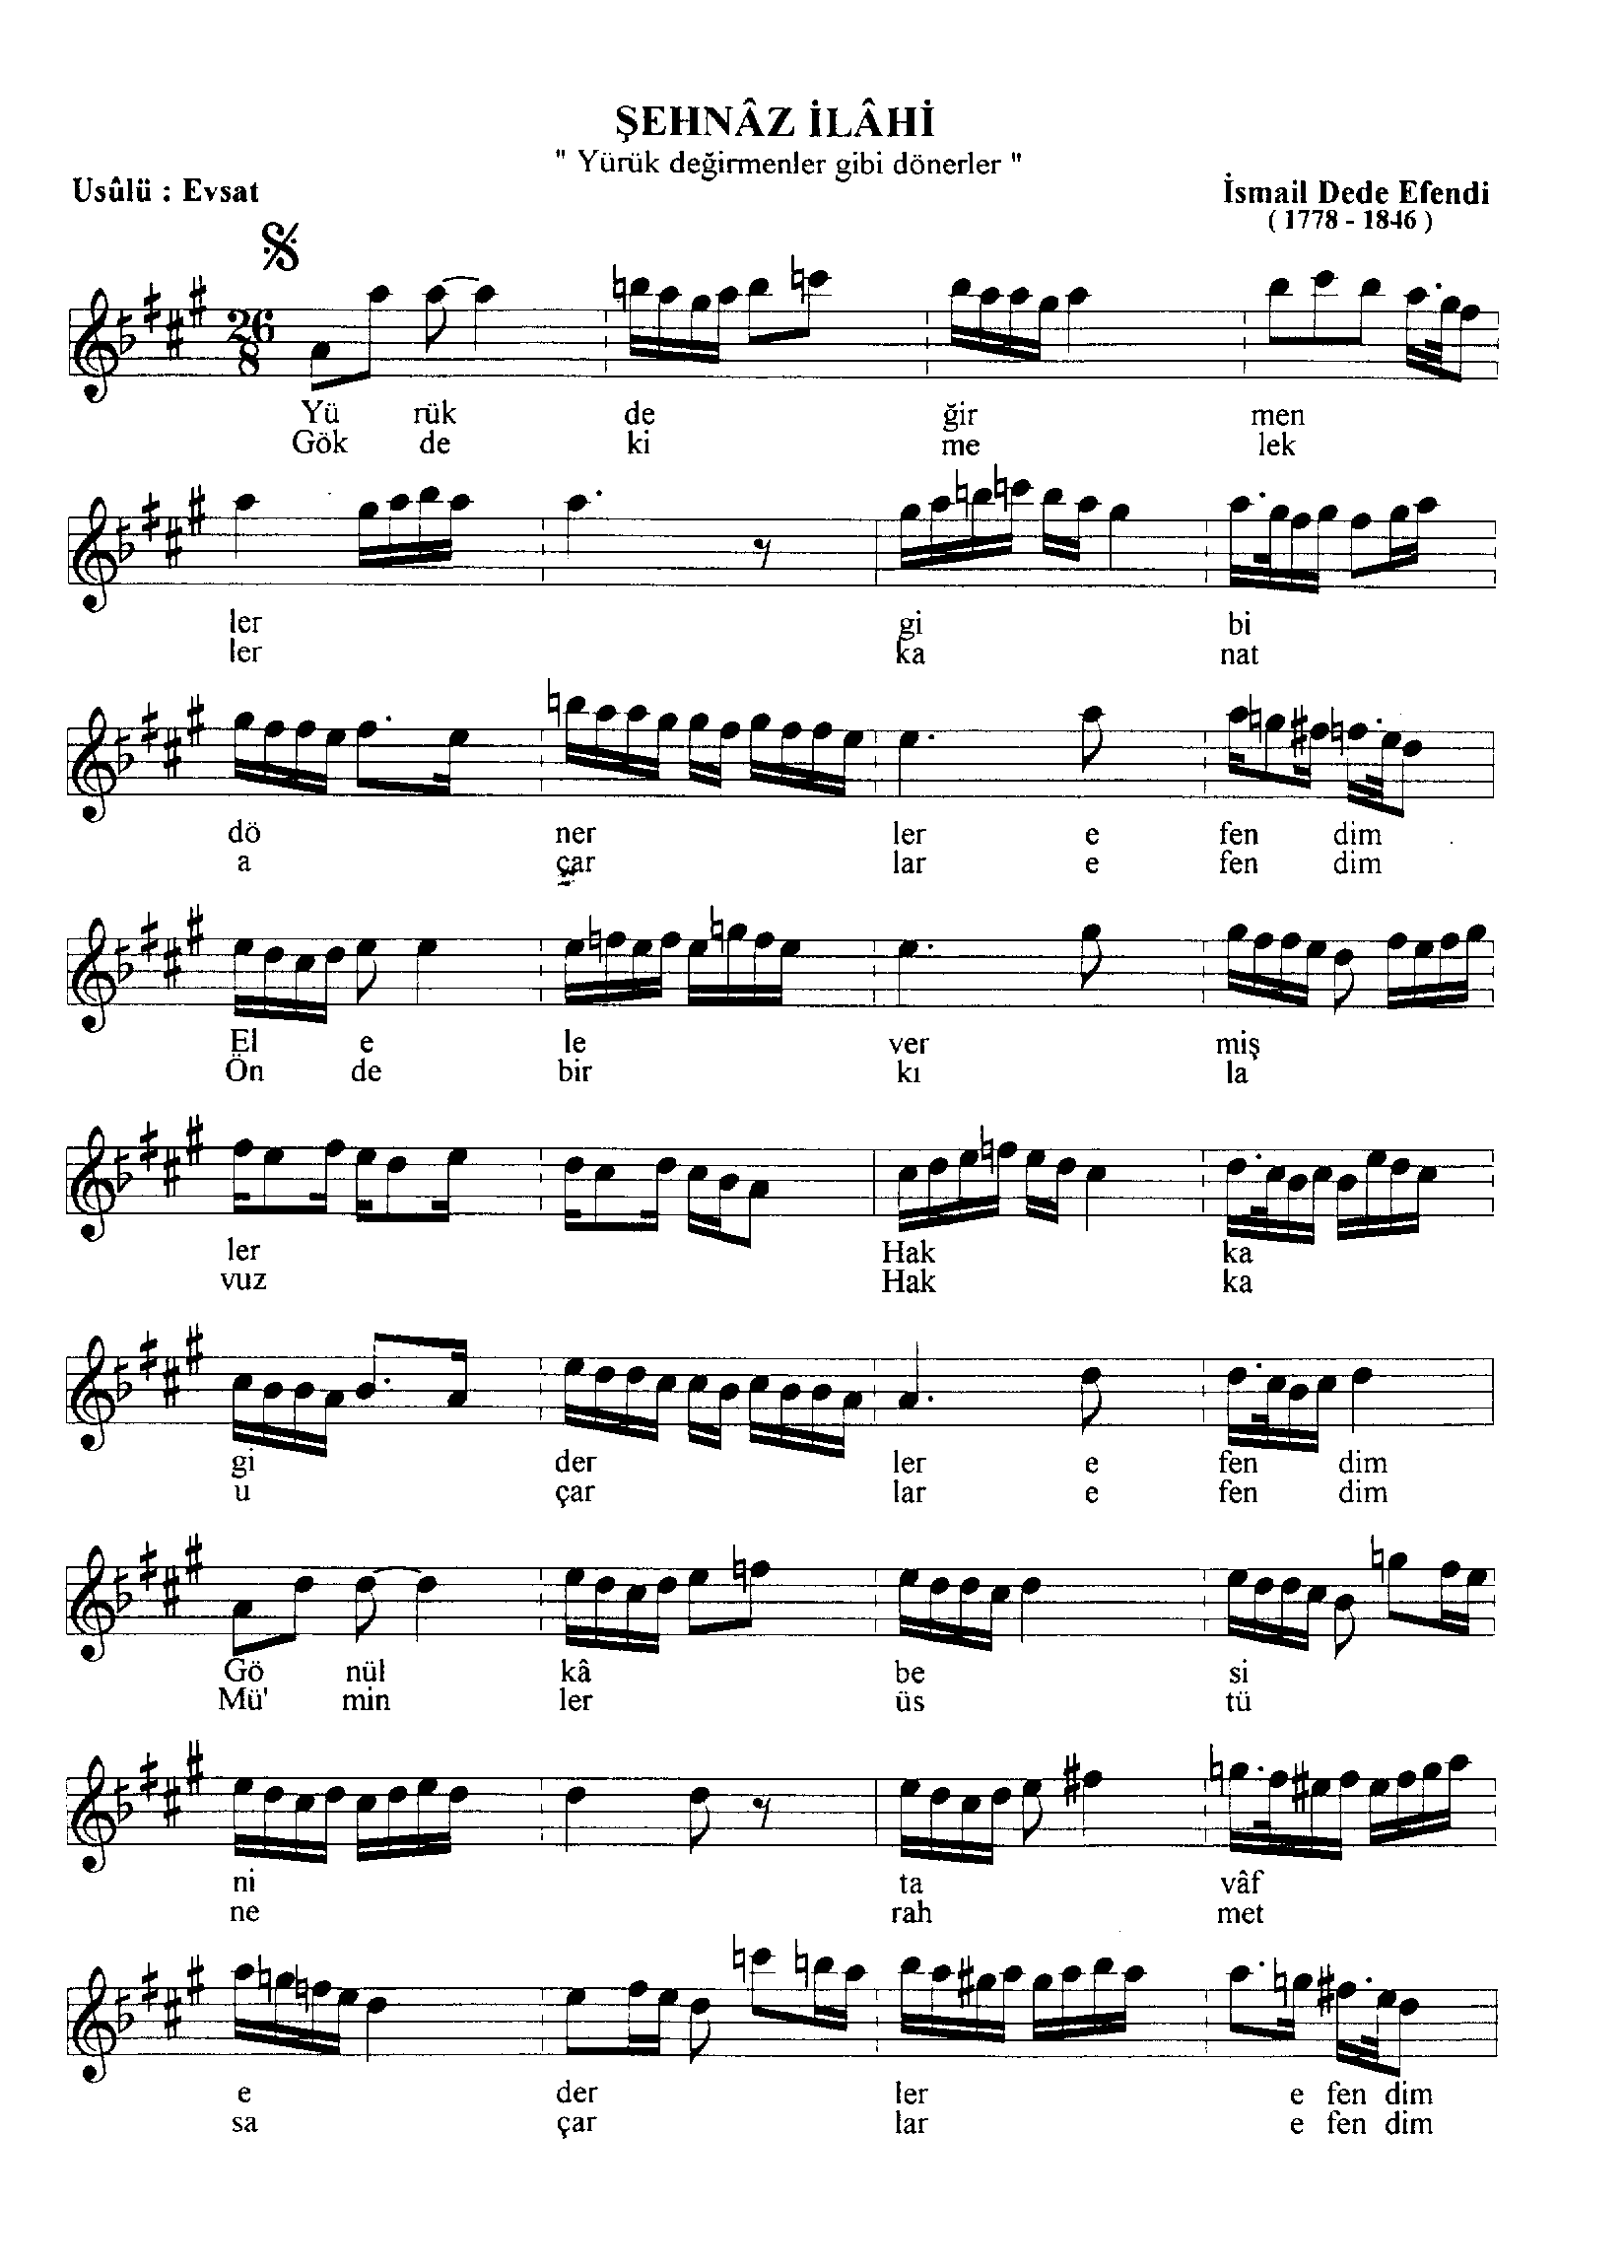 ŞEHNÂZ İLÂHİ
" Yürük değirmenler gibi dönerler "
Usûlü : Evsat
İsmail Dede Efendi
( 1778 - 1846 )
26
8
Yü rük de ğir men
Gök de ki me lek
ler gi bi
ler ka nat
dö ner ler e fen dim
a çar lar e fen dim
El e le ver miş
Ön de bir kı la
ler Hak ka
vuz Hak ka
gi der ler e fen dim
u çar lar e fen dim
Gö nül kâ be si
Mü' min ler üs tü
ni ta vâf
ne rah met
e der ler e fen dim
sa çar lar e fen dim